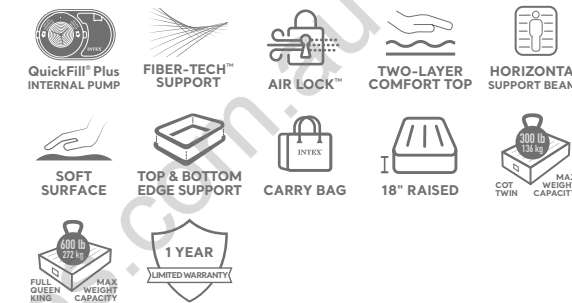 INTEX
QuickFill® Plus
INTERNAL PUMP
FIBER-TECH™
SUPPORT
AIR LOCK™
TWO-LAYER
COMFORT TOP
HORIZONTA
SUPPORT BEAM
SOFT
SURFACE
TOP & BOTTOM
EDGE SUPPORT
INTEX
CARRY BAG
18" RAISED
300 lb
136 kg
COT
TWIN
MAX
WEIGHT
CAPACIT
600 lb
272 kg
FULL
QUEEN
KING
MAX
WEIGHT
CAPACITY
1 YEAR
LIMITED WARRANTY
s.com.au